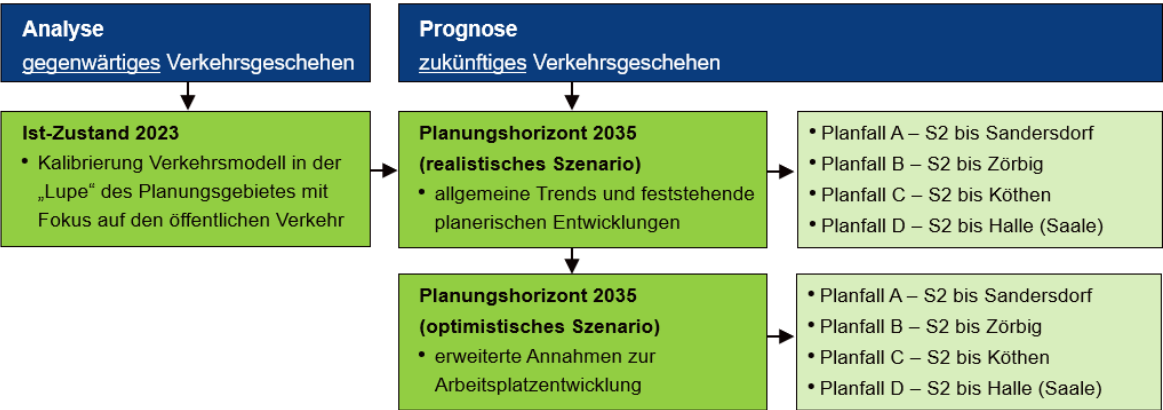 Analyse
gegenwärtiges Verkehrsgeschehen
Prognose
zukünftiges Verkehrsgeschehen
Ist-Zustand 2023
• Kalibrierung Verkehrsmodell in der
„Lupe“ des Planungsgebietes mit
Fokus auf den öffentlichen Verkehr
Planungshorizont 2035
(realistisches Szenario)
• allgemeine Trends und feststehende
planerischen Entwicklungen
• Planfall A – S2 bis Sandersdorf
• Planfall B – S2 bis Zörbig
• Planfall C – S2 bis Köthen
• Planfall D – S2 bis Halle (Saale)
Planungshorizont 2035
(optimistisches Szenario)
• erweiterte Annahmen zur
Arbeitsplatzentwicklung
• Planfall A – S2 bis Sandersdorf
• Planfall B – S2 bis Zörbig
• Planfall C – S2 bis Köthen
• Planfall D – S2 bis Halle (Saale)